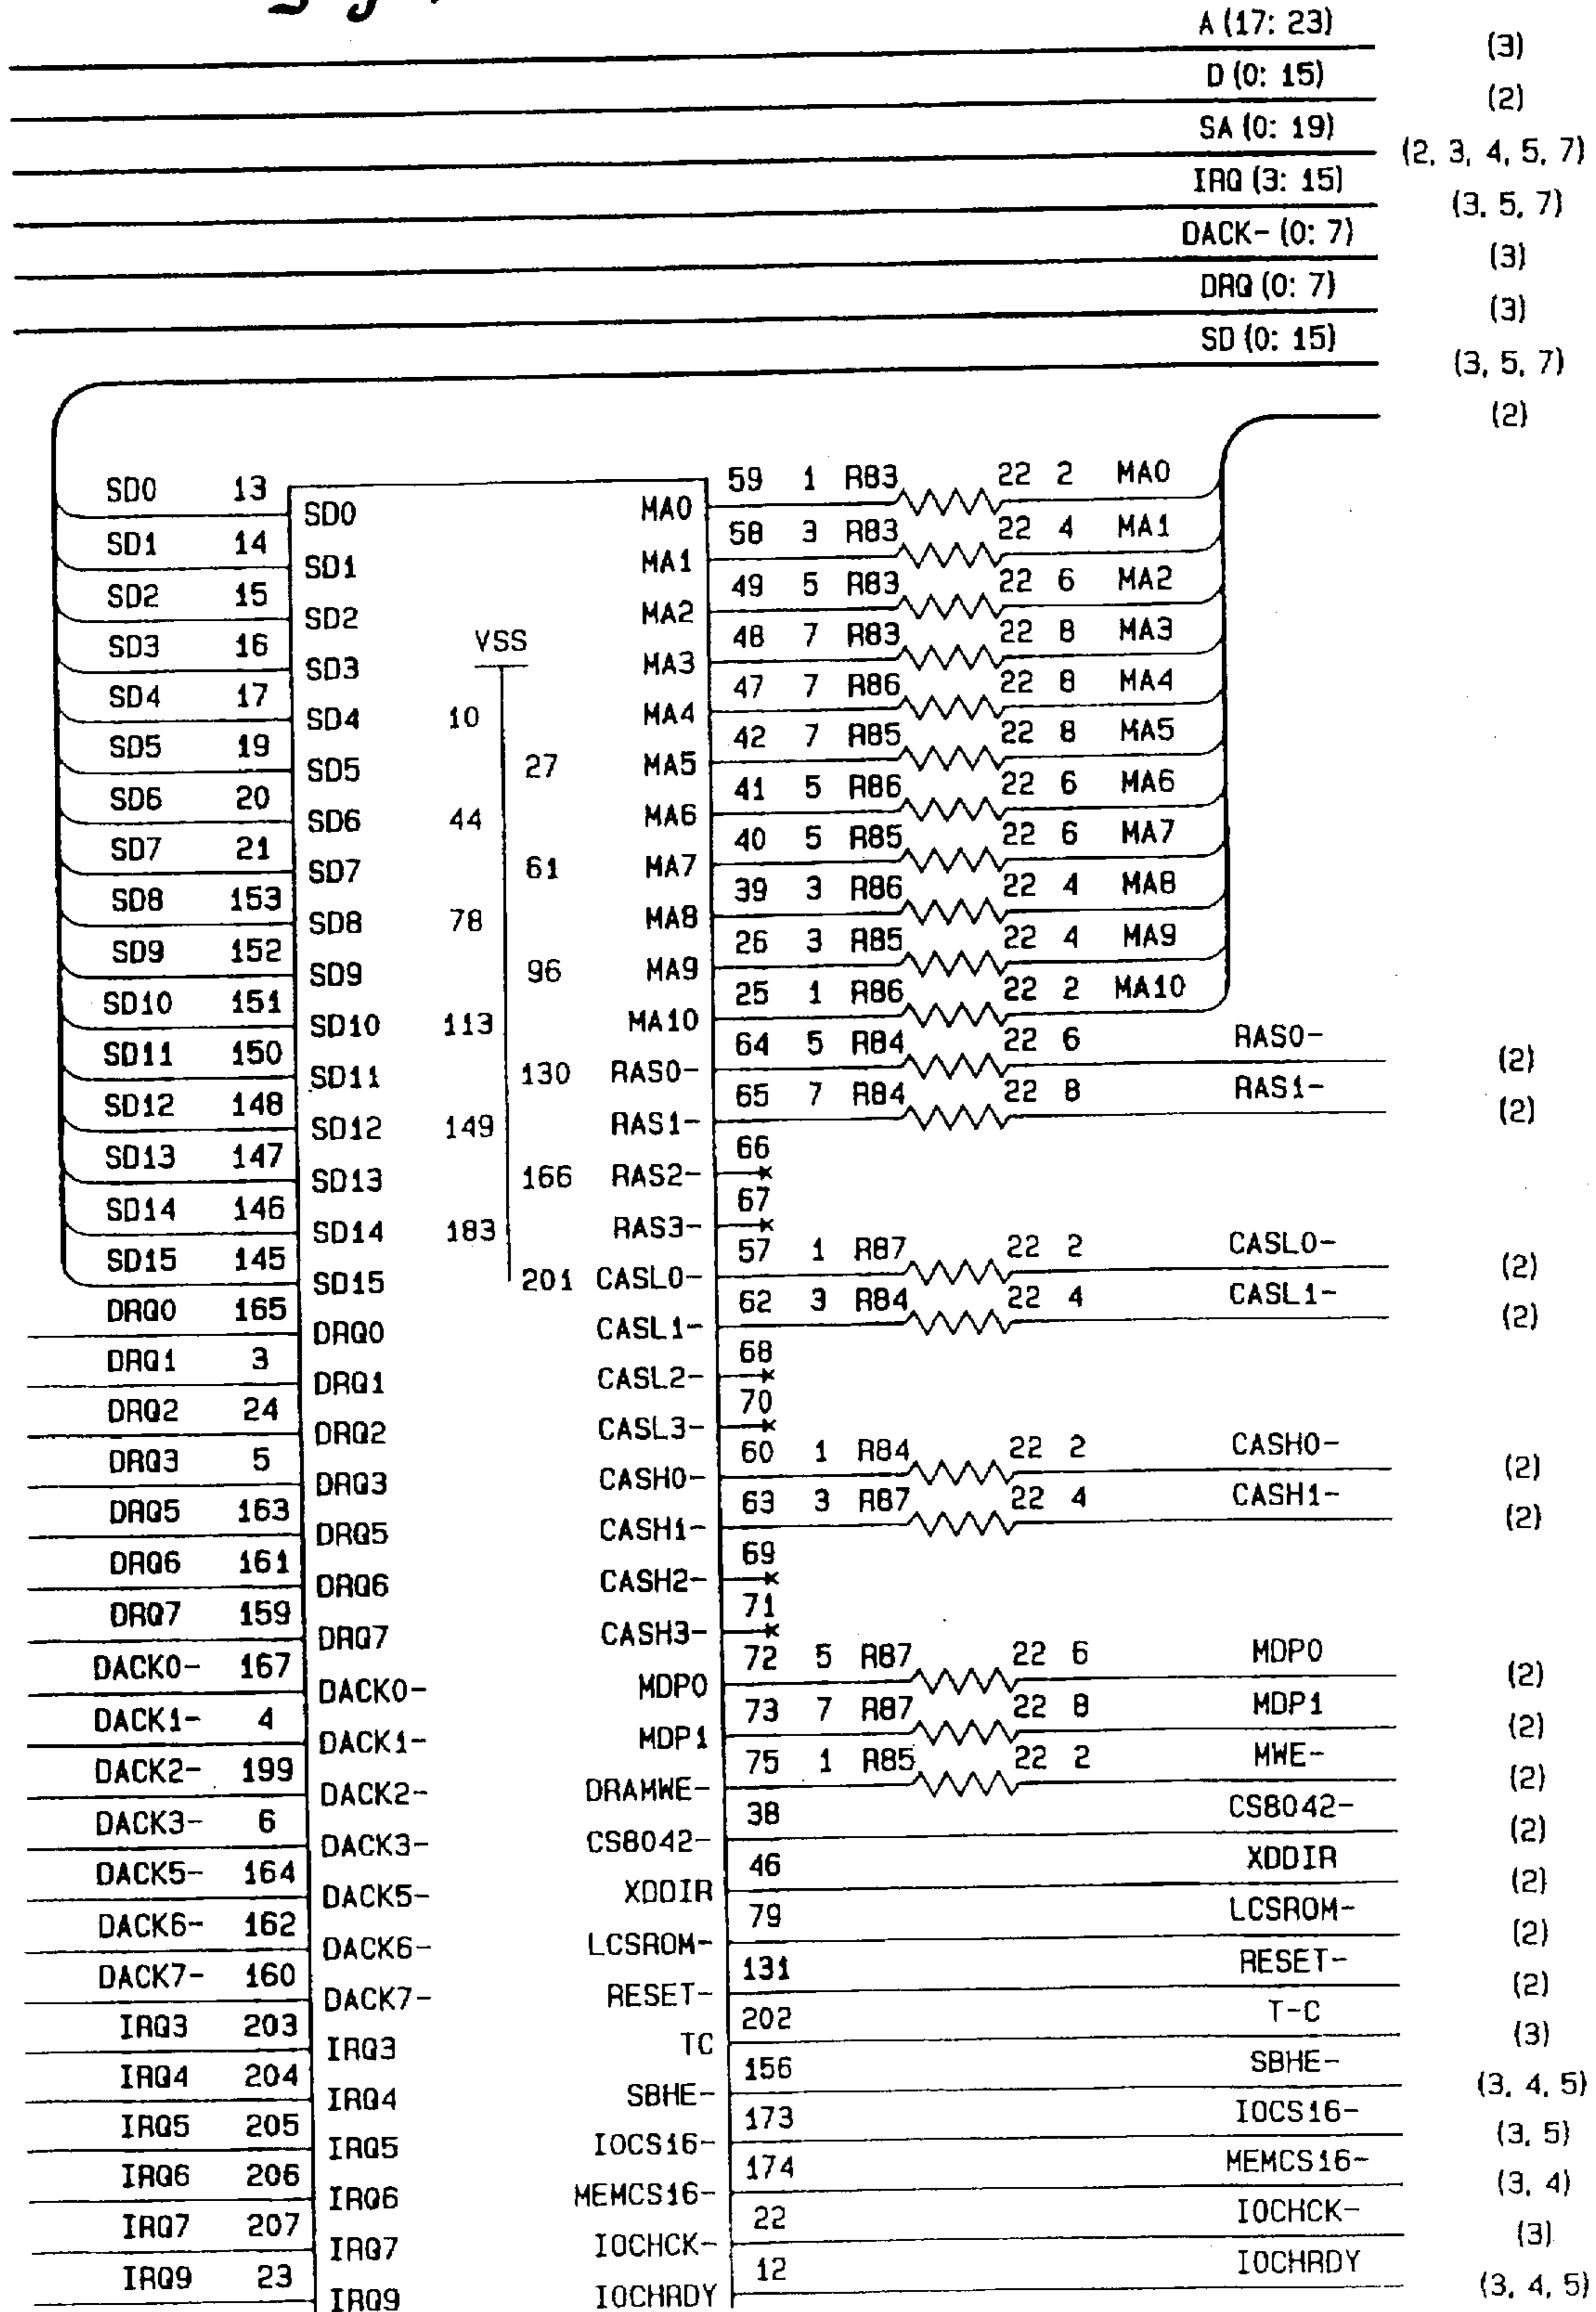 A (17: 23) (3)
D (0: 15) (2)
SA (0: 19) (2, 3, 4, 5, 7)
IRQ (3: 15) (3, 5, 7)
DACK- (0: 7) (3)
DRQ (0: 7) (3)
SD (0: 15) (3, 5, 7)
(2)
SD0 13 SD0 MA0 59 1 R83 22 2 MA0
SD1 14 SD1 MA1 58 3 R83 22 4 MA1
SD2 15 SD2 MA2 49 5 R83 22 6 MA2
SD3 16 SD3 VSS MA3 48 7 R83 22 8 MA3
SD4 17 SD4 10 MA4 47 7 R86 22 8 MA4
SD5 19 SD5 27 MA5 42 7 R85 22 8 MA5
SD6 20 SD6 44 MA6 41 5 R86 22 6 MA6
SD7 21 SD7 61 MA7 40 5 R85 22 6 MA7
SD8 153 SD8 78 MA8 39 3 R86 22 4 MA8
SD9 152 SD9 96 MA9 26 3 R85 22 4 MA9
SD10 151 SD10 113 MA10 25 1 R86 22 2 MA10
SD11 150 SD11 130 RAS0- 64 5 R84 22 6 RAS0- (2)
SD12 148 SD12 149 RAS1- 65 7 R84 22 8 RAS1- (2)
SD13 147 SD13 166 RAS2- 66
SD14 146 SD14 183 RAS3- 67
SD15 145 SD15 201 CASL0- 57 1 R87 22 2 CASL0- (2)
DRQ0 165 DRQ0 CASL1- 62 3 R84 22 4 CASL1- (2)
DRQ1 3 DRQ1 CASL2- 68
DRQ2 24 DRQ2 CASL3- 70
DRQ3 5 DRQ3 CASH0- 60 1 R84 22 2 CASH0- (2)
DRQ5 163 DRQ5 CASH1- 63 3 R87 22 4 CASH1- (2)
DRQ6 161 DRQ6 CASH2- 69
DRQ7 159 DRQ7 CASH3- 71
DACK0- 167 DACK0- MDP0 72 5 R87 22 6 MDP0 (2)
DACK1- 4 DACK1- MDP1 73 7 R87 22 8 MDP1 (2)
DACK2- 199 DACK2- DRAMWE- 75 1 R85 22 2 MWE- (2)
DACK3- 6 DACK3- CS8042- 38 CS8042- (2)
DACK5- 164 DACK5- XDDIR 46 XDDIR (2)
DACK6- 162 DACK6- LCSROM- 79 LCSROM- (2)
DACK7- 160 DACK7- RESET- 131 RESET- (2)
IRQ3 203 IRQ3 TC 202 T-C (3)
IRQ4 204 IRQ4 SBHE- 156 SBHE- (3, 4, 5)
IRQ5 205 IRQ5 IOCS16- 173 IOCS16- (3, 5)
IRQ6 206 IRQ6 MEMCS16- 174 MEMCS16- (3, 4)
IRQ7 207 IRQ7 IOCHCK- 22 IOCHCK- (3)
IRQ9 23 IRQ9 IOCHRDY 12 IOCHRDY (3, 4, 5)